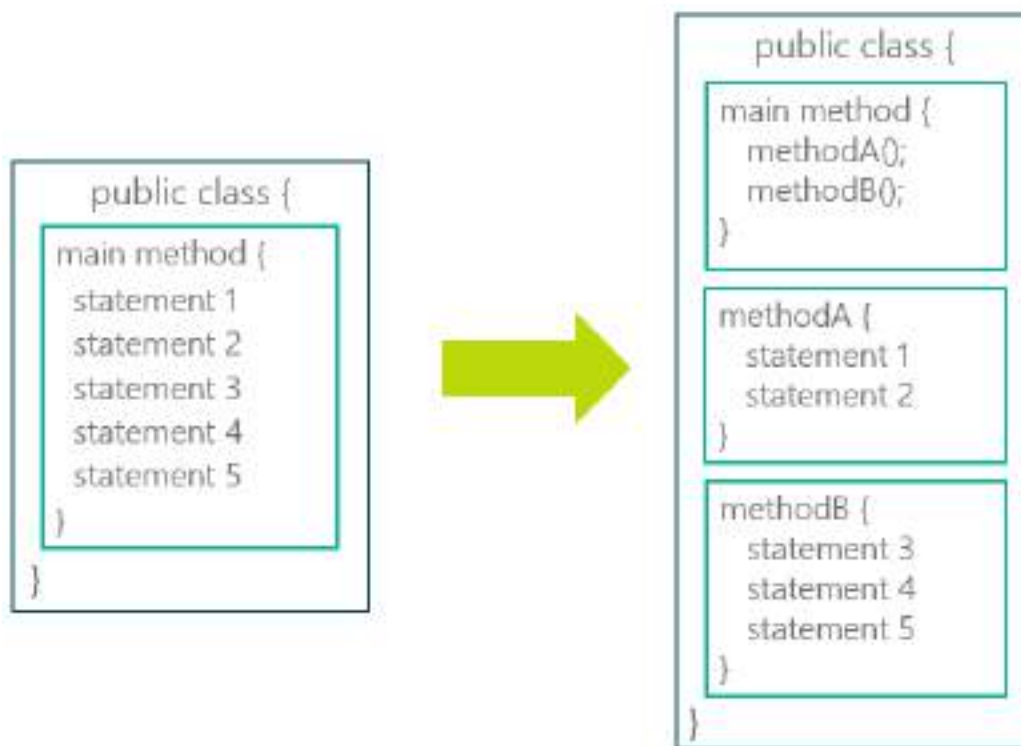 public class {
main method {
statement 1
statement 2
statement 3
statement 4
statement 5
}
}
public class {
main method {
methodA();
methodB();
}
methodA {
statement 1
statement 2
}
methodB {
statement 3
statement 4
statement 5
}
}